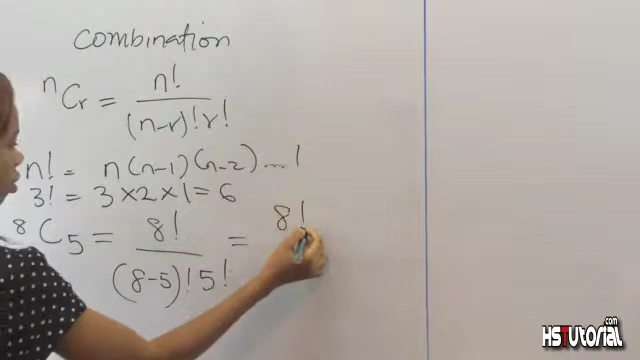 combination
nCr = n! / (n-r)! r!
n! = n(n-1)(n-2)....1
3! = 3×2×1 = 6
8C5 = 8! / (8-5)! 5! = 8!
HSTutorial.com